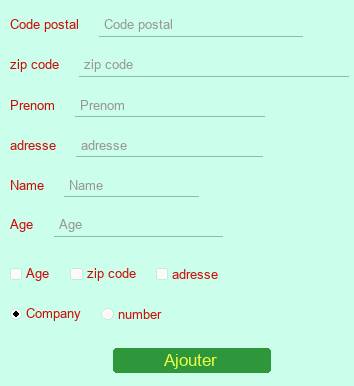 Code postal Code postal
zip code zip code
Prenom Prenom
adresse adresse
Name Name
Age Age
Age zip code adresse
Company number
Ajouter